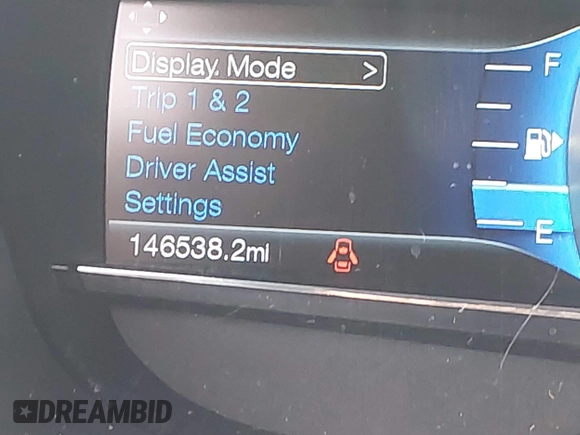 Display Mode >
Trip 1 & 2
Fuel Economy
Driver Assist
Settings
146538.2mi
F
E
DREAMBID